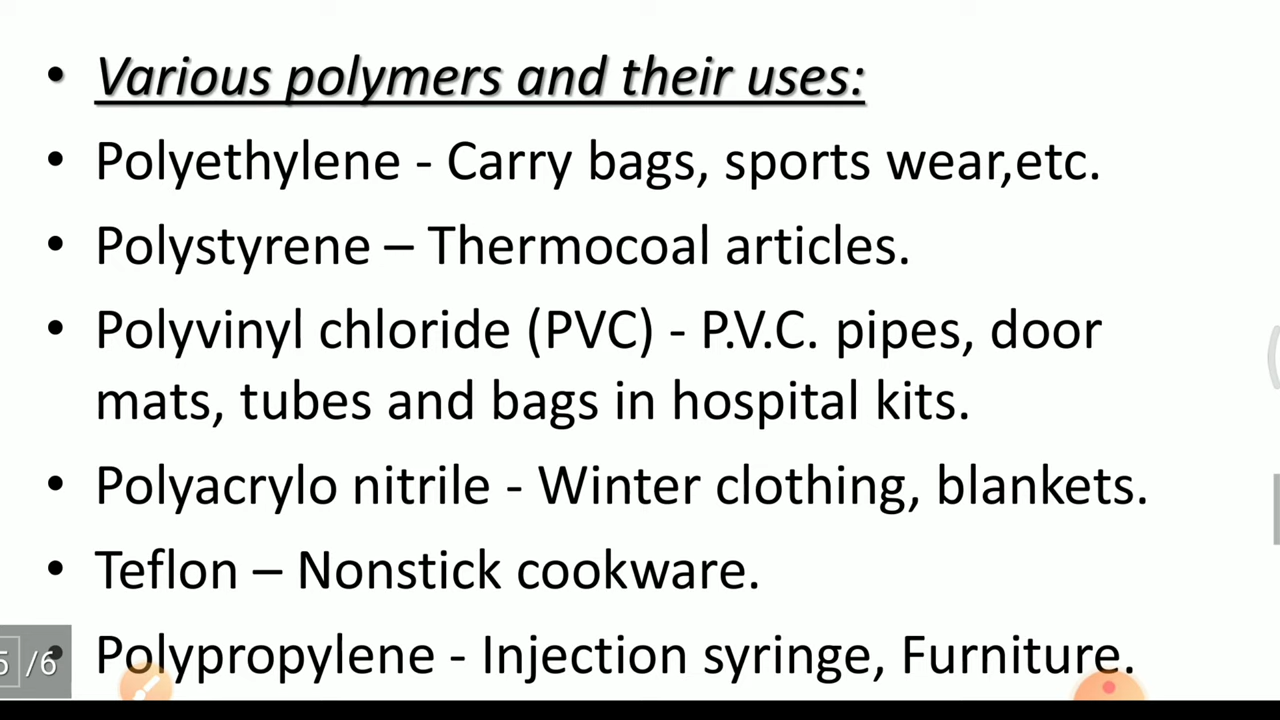 • Various polymers and their uses:
• Polyethylene - Carry bags, sports wear,etc.
• Polystyrene – Thermocoal articles.
• Polyvinyl chloride (PVC) - P.V.C. pipes, door
mats, tubes and bags in hospital kits.
• Polyacrylo nitrile - Winter clothing, blankets.
• Teflon – Nonstick cookware.
• Polypropylene - Injection syringe, Furniture.
5 /6